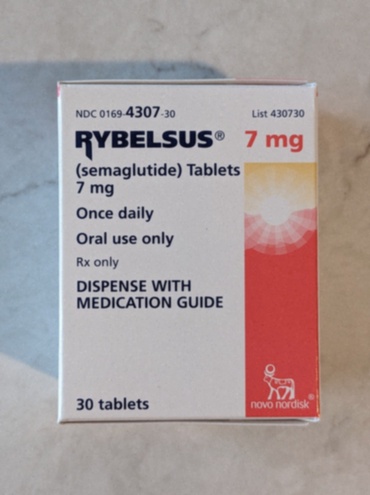 NDC 0169-4307-30 List 430730
RYBELSUS® 7 mg
(semaglutide) Tablets
7 mg
Once daily
Oral use only
Rx only
DISPENSE WITH
MEDICATION GUIDE
30 tablets
novo nordisk®